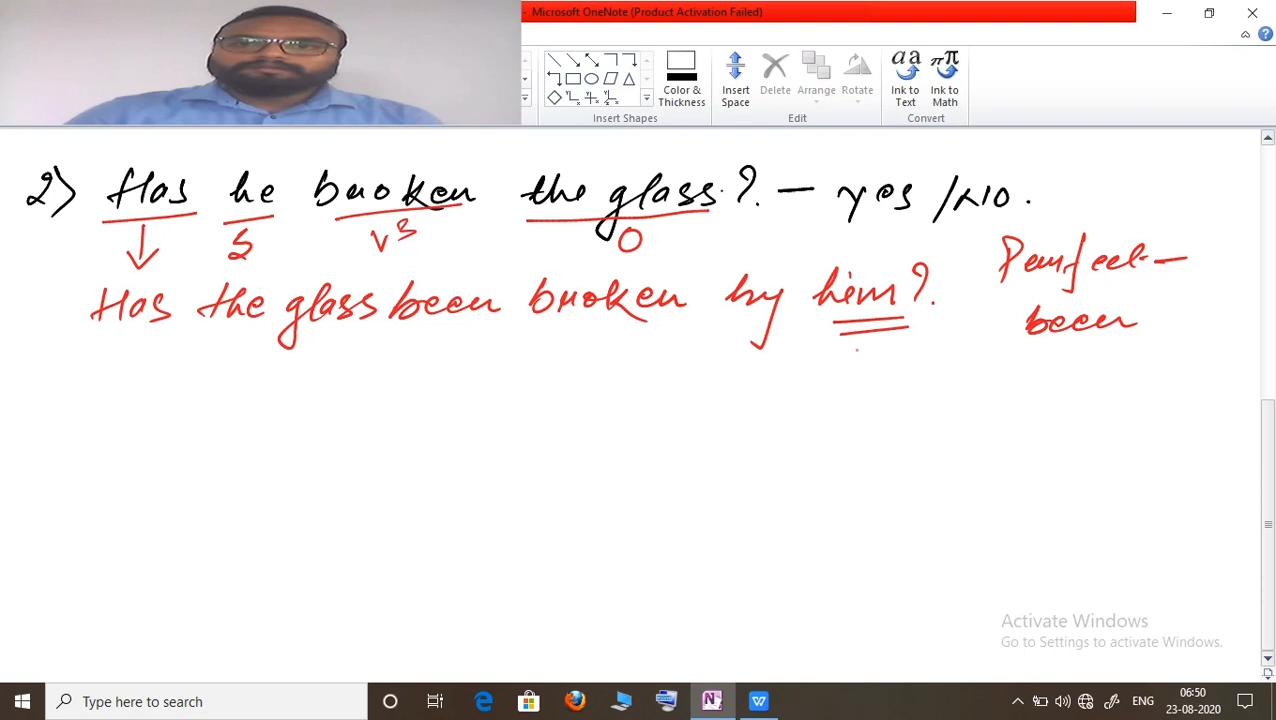 - Microsoft OneNote (Product Activation Failed)
Color & Thickness
Insert Space
Delete
Arrange
Rotate
Ink to Text
Ink to Math
Insert Shapes
Edit
Convert
2) Has he broken the glass? - yes/No.
S V3 O
Has the glass been broken by him?
Perfect -
been
Activate Windows
Go to Settings to activate Windows.
Type here to search
ENG
06:50
23-08-2020